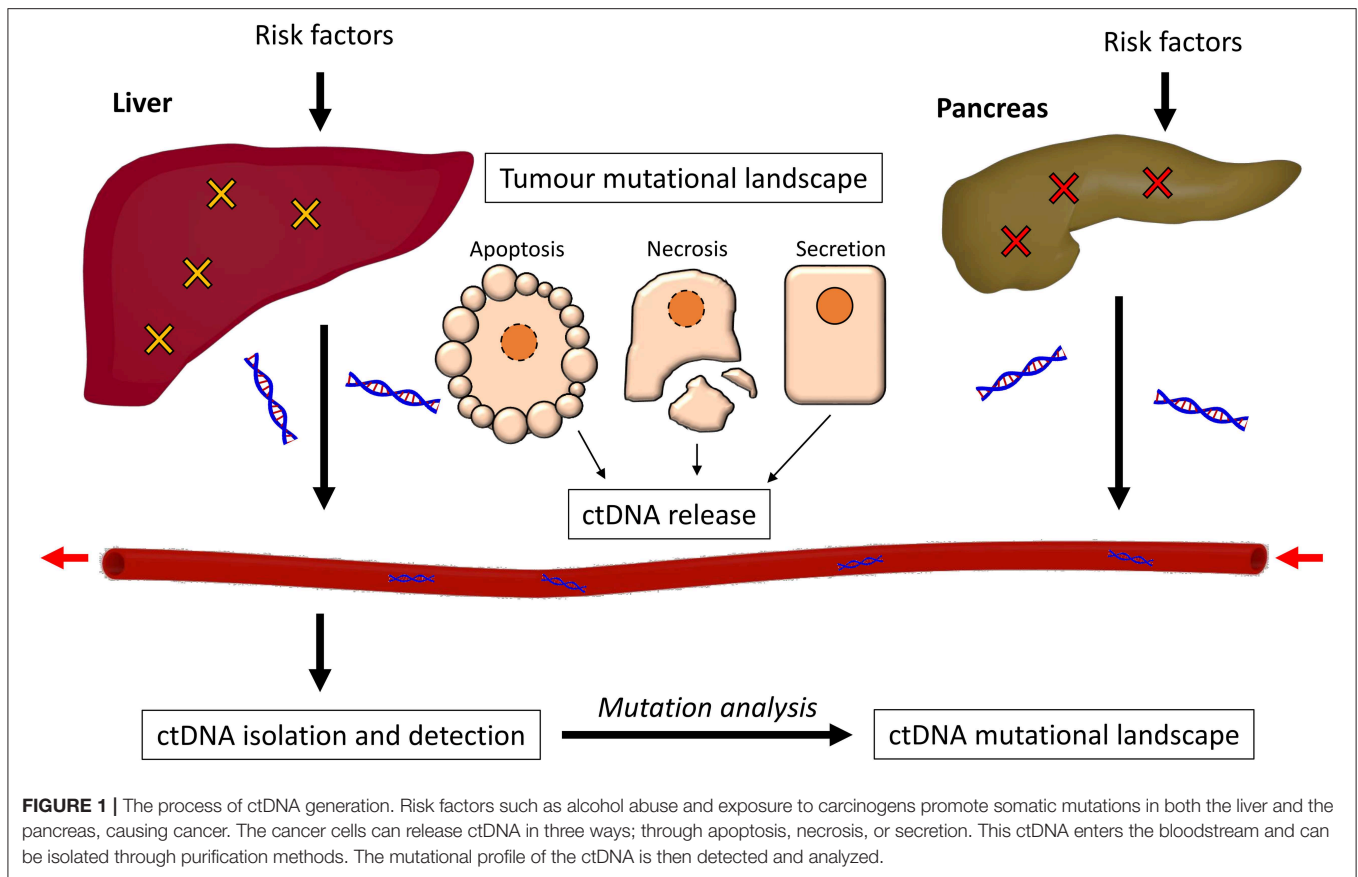 Risk factors
Risk factors
Liver
Pancreas
Tumour mutational landscape
Apoptosis
Necrosis
Secretion
ctDNA release
ctDNA isolation and detection
Mutation analysis
ctDNA mutational landscape
FIGURE 1 | The process of ctDNA generation. Risk factors such as alcohol abuse and exposure to carcinogens promote somatic mutations in both the liver and the
pancreas, causing cancer. The cancer cells can release ctDNA in three ways; through apoptosis, necrosis, or secretion. This ctDNA enters the bloodstream and can
be isolated through purification methods. The mutational profile of the ctDNA is then detected and analyzed.